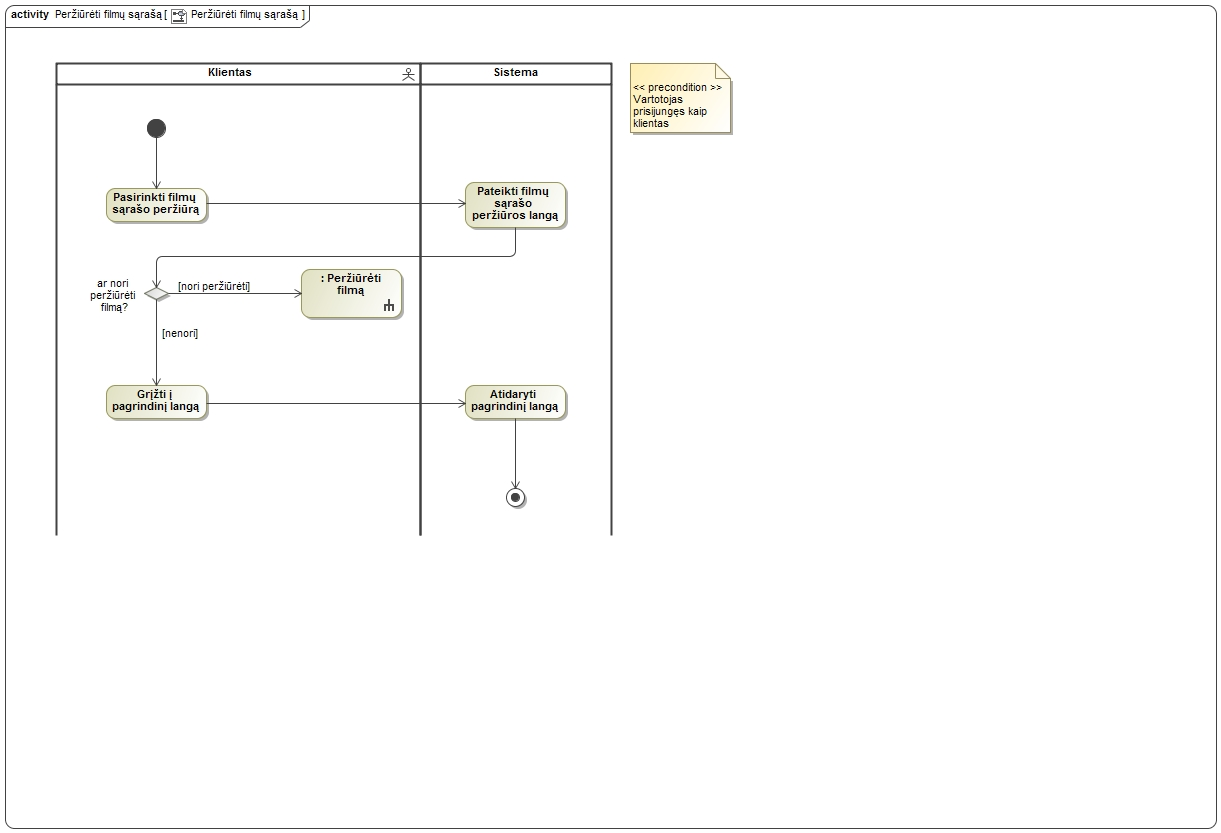 activity Peržiūrėti filmų sąrašą [ Peržiūrėti filmų sąrašą ]
Klientas
Sistema
<< precondition >>
Vartotojas
prisijungęs kaip
klientas
Pasirinkti filmų
sąrašo peržiūrą
Pateikti filmų
sąrašo
peržiūros langą
ar nori
peržiūrėti
filmą?
[nori peržiūrėti]
: Peržiūrėti
filmą
[nenori]
Grįžti į
pagrindinį langą
Atidaryti
pagrindinį langą